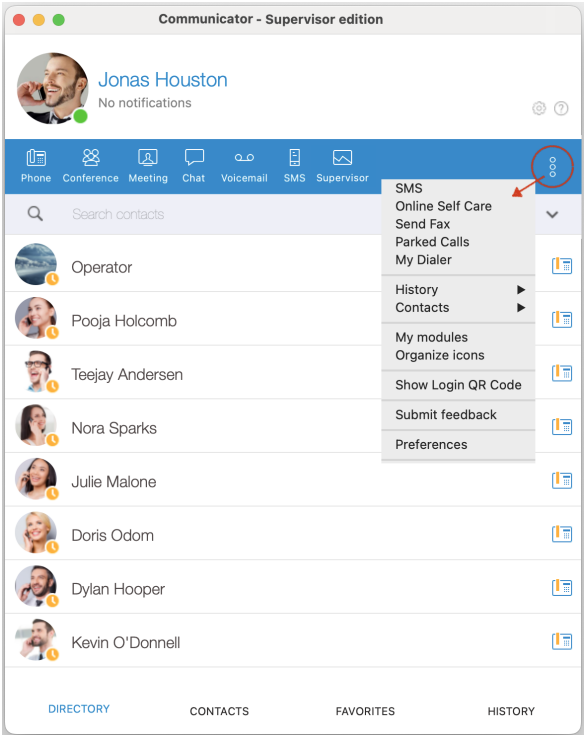 Communicator - Supervisor edition
Jonas Houston
No notifications
Phone Conference Meeting Chat Voicemail SMS Supervisor
SMS
Online Self Care
Send Fax
Parked Calls
My Dialer
History
Contacts
My modules
Organize icons
Show Login QR Code
Submit feedback
Preferences
Search contacts
Operator
Pooja Holcomb
Teejay Andersen
Nora Sparks
Julie Malone
Doris Odom
Dylan Hooper
Kevin O'Donnell
DIRECTORY CONTACTS FAVORITES HISTORY